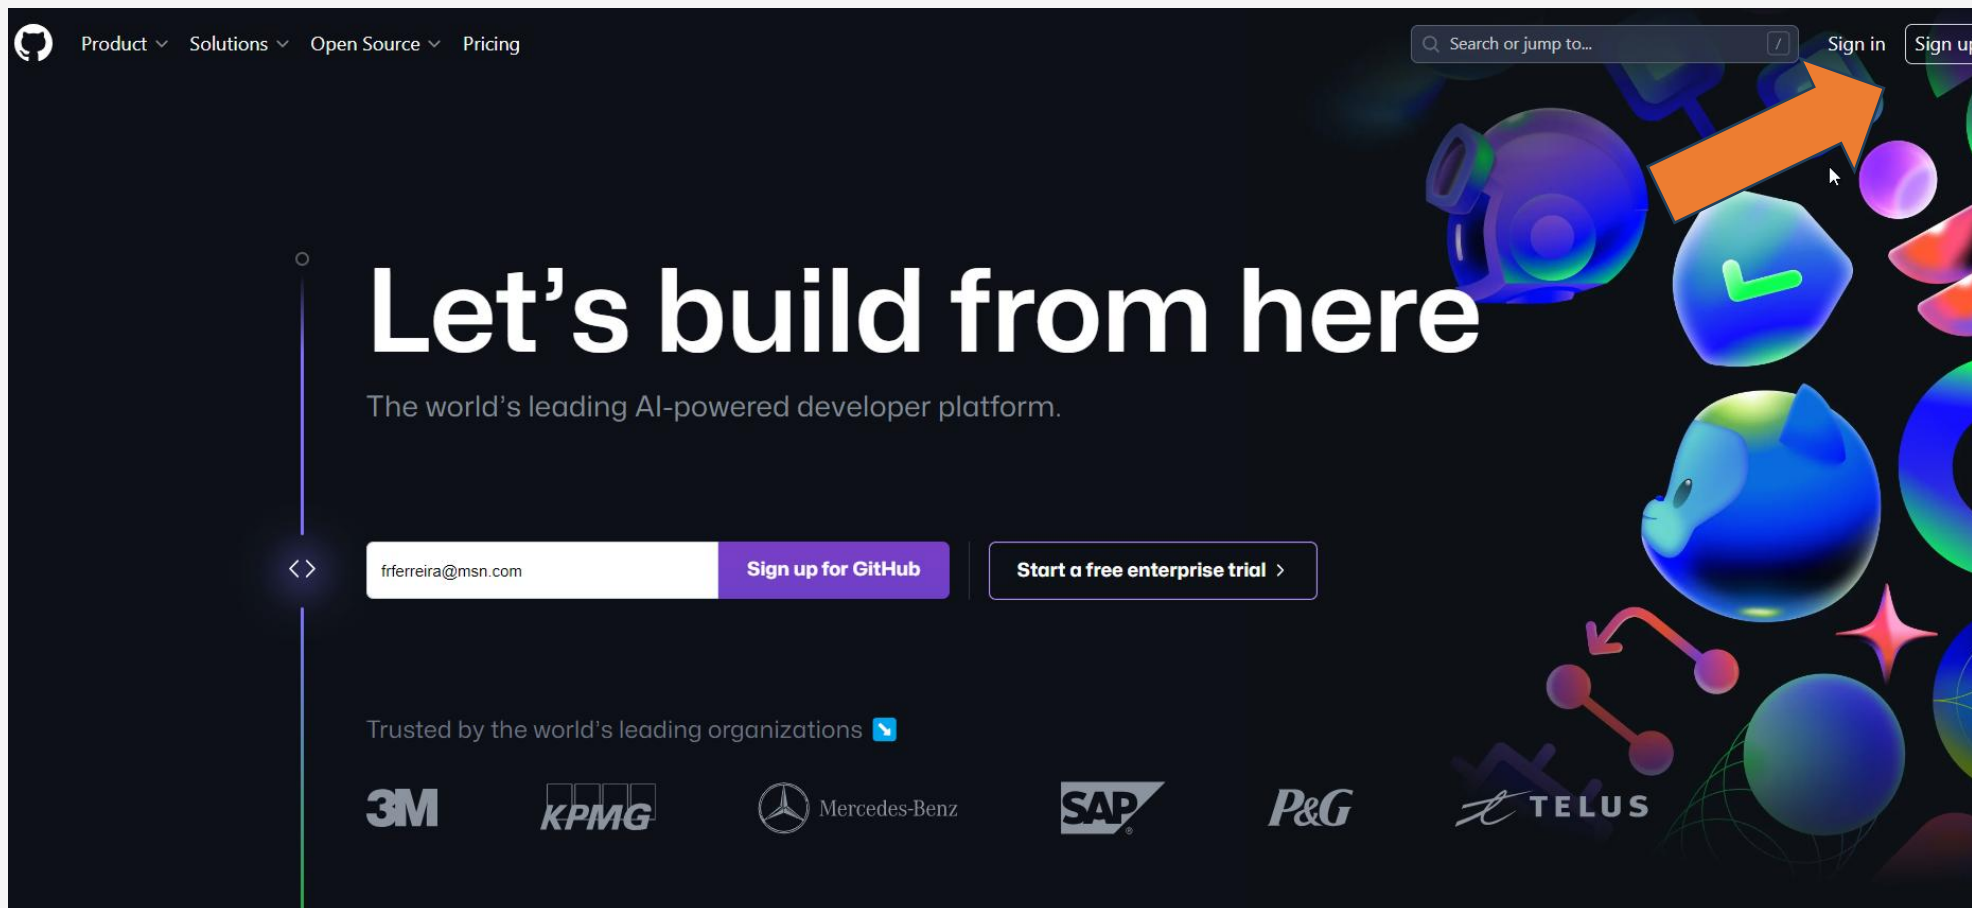 Product Solutions Open Source Pricing Search or jump to... / Sign in Sign up
Let’s build from here
The world’s leading AI-powered developer platform.
frferreira@msn.com Sign up for GitHub Start a free enterprise trial
Trusted by the world’s leading organizations
3M KPMG Mercedes-Benz SAP® P&G TELUS